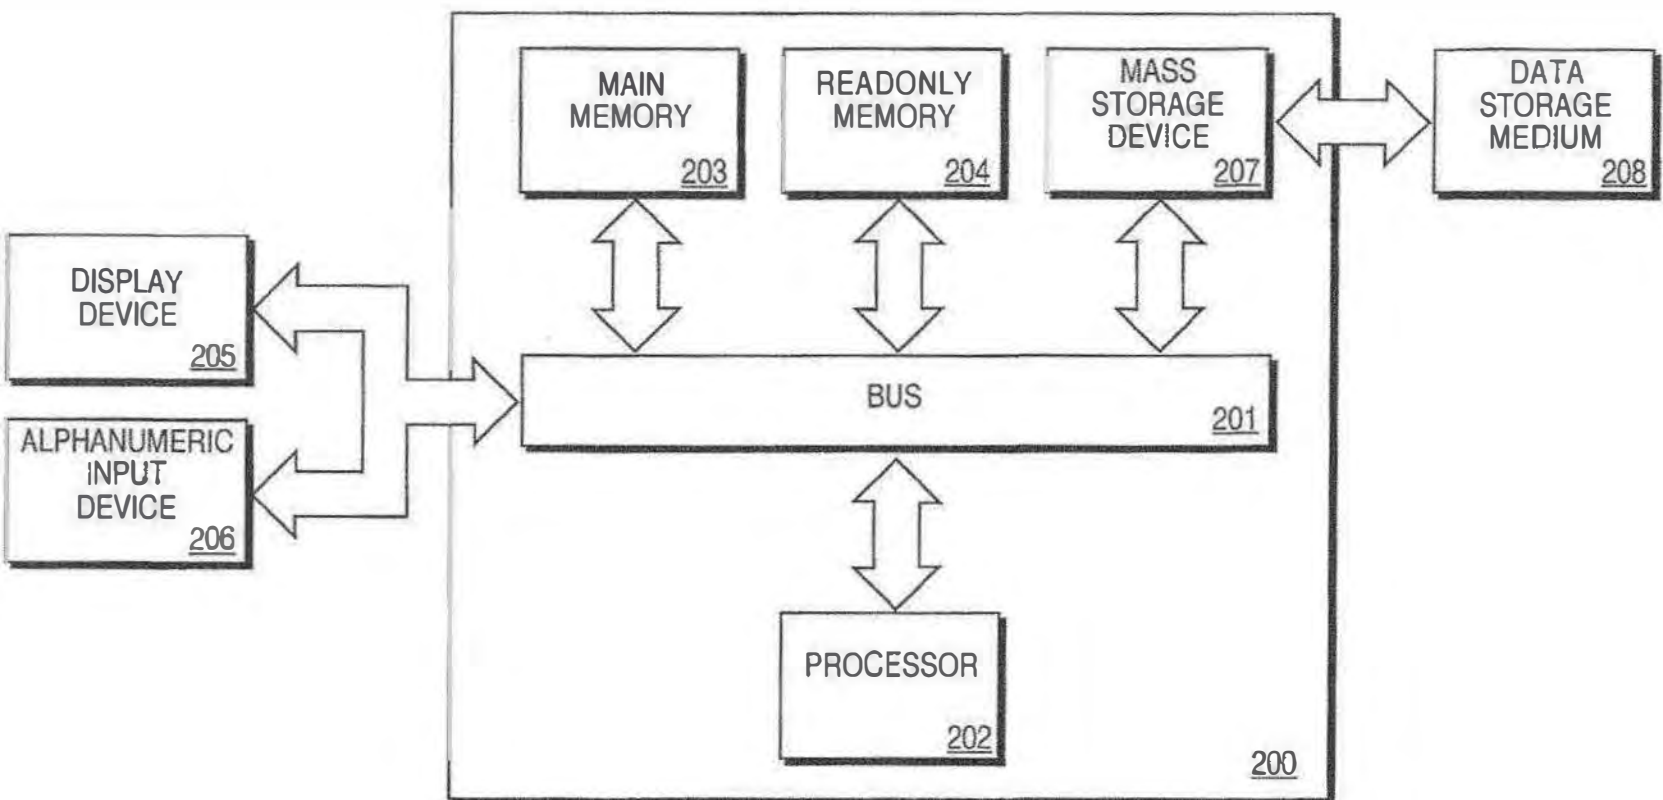 MAIN
MEMORY
203
READONLY
MEMORY
204
MASS
STORAGE
DEVICE
207
DATA
STORAGE
MEDIUM
208
DISPLAY
DEVICE
205
ALPHANUMERIC
INPUT
DEVICE
206
BUS
201
PROCESSOR
202
200